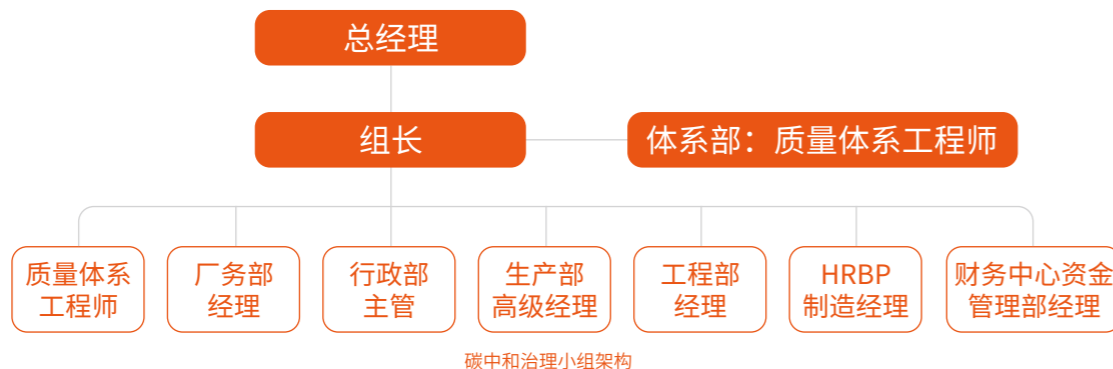 总经理
组长
体系部：质量体系工程师
质量体系
工程师
厂务部
经理
行政部
主管
生产部
高级经理
工程部
经理
HRBP
制造经理
财务中心资金
管理部经理
碳中和治理小组架构